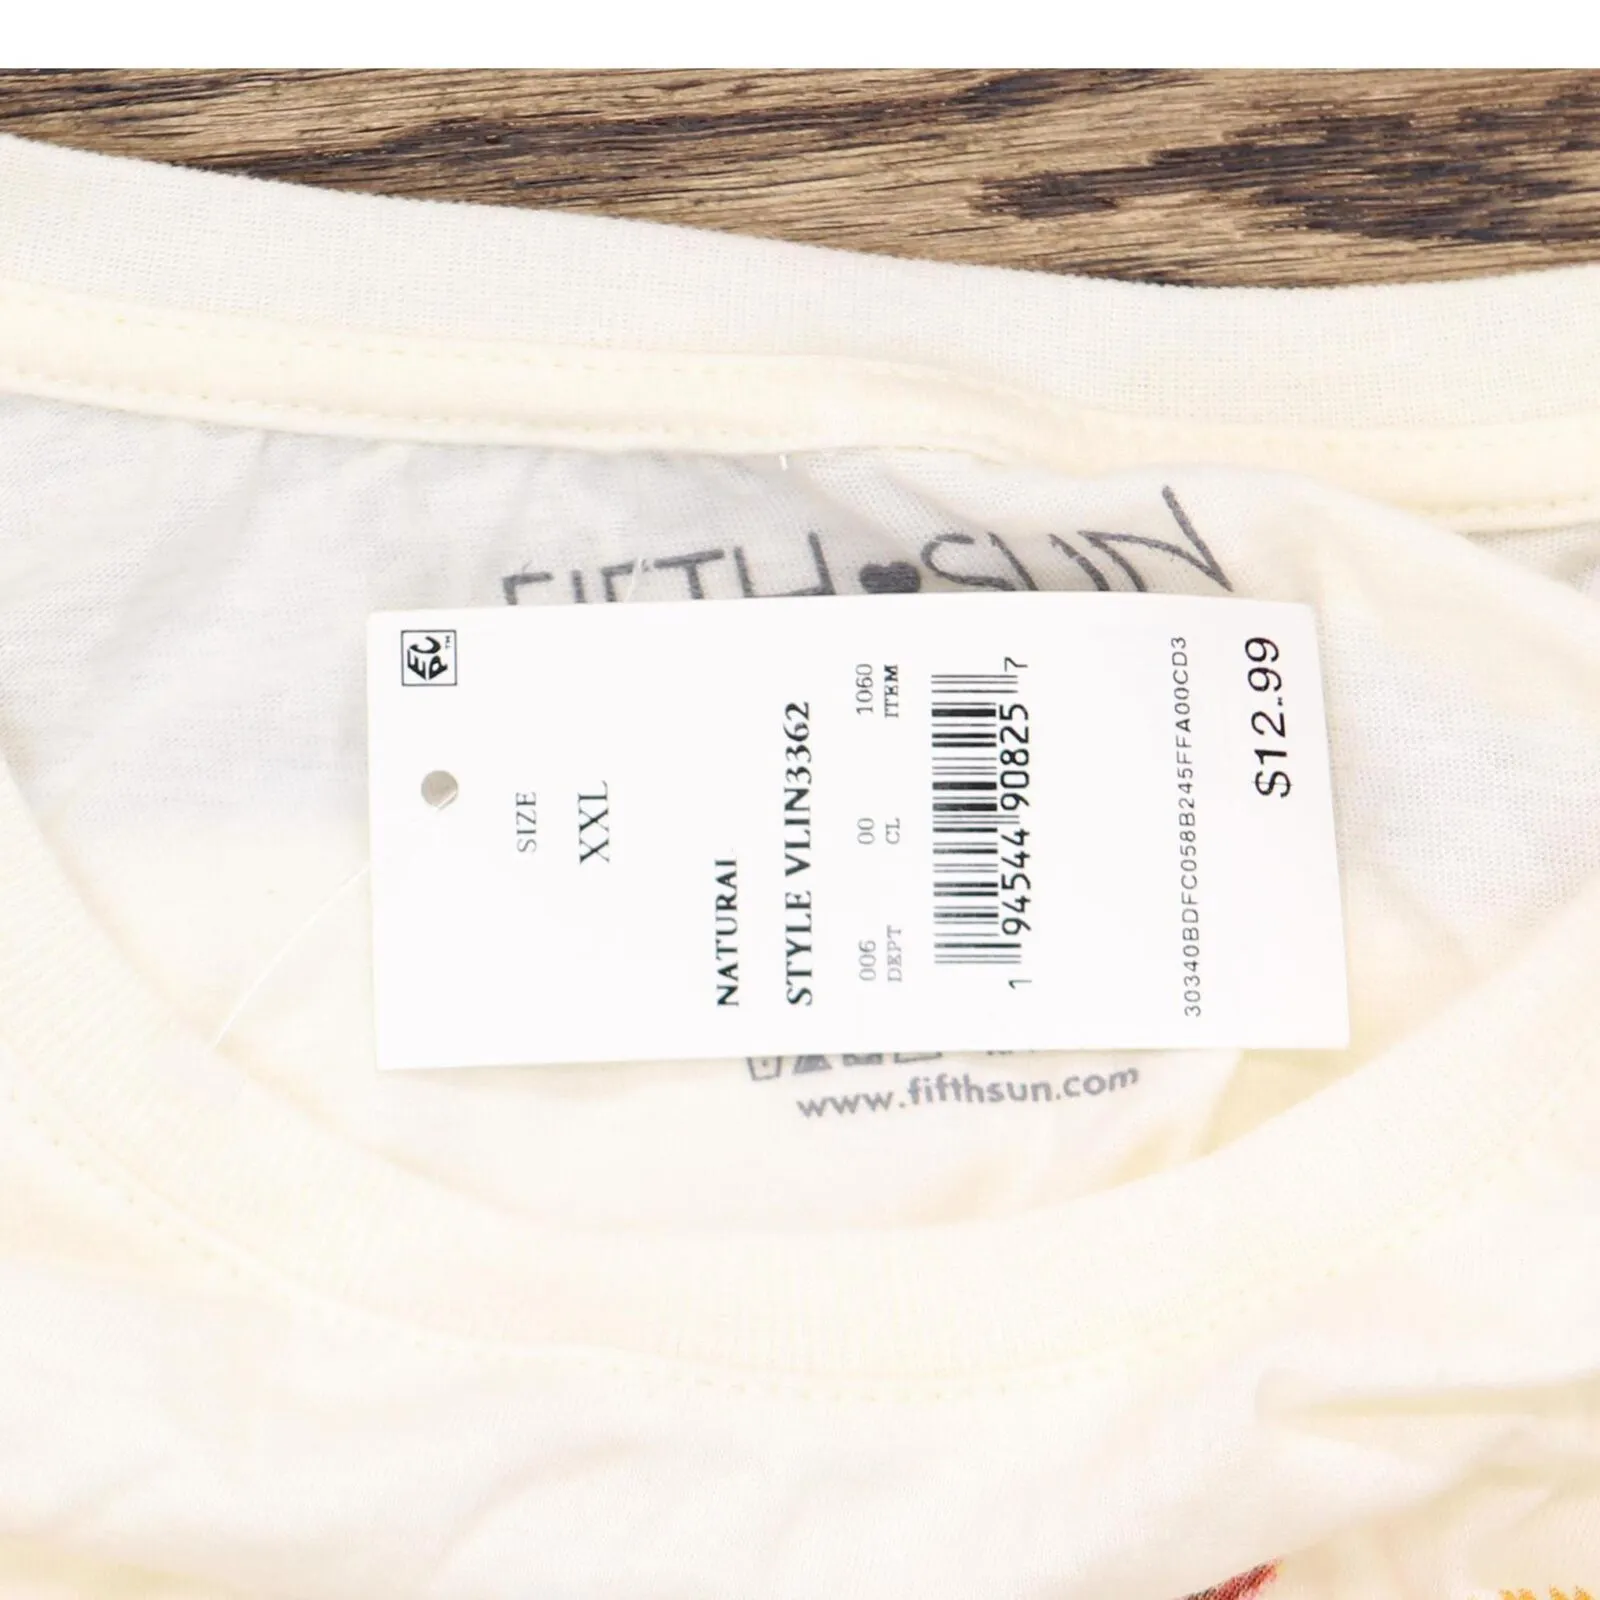 FIFTH SUN
EPC™
SIZE
XXL
NATURAL
STYLE VLIN3362
006 00 1060
DEPT CL ITEM
1 94544 90825 7
30340BDFC058B245FFA00CD3
$12.99
www.fifthsun.com